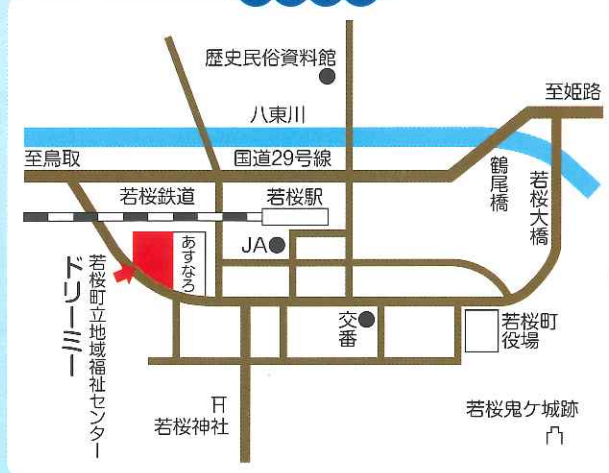 歴史民俗資料館
至姫路
八東川
至鳥取
国道29号線
鶴尾橋
若桜大橋
若桜鉄道
若桜駅
JA
あすなろ
若桜町立地域福祉センター
ドリーミー
交番
若桜町
役場
若桜神社
若桜鬼ケ城跡